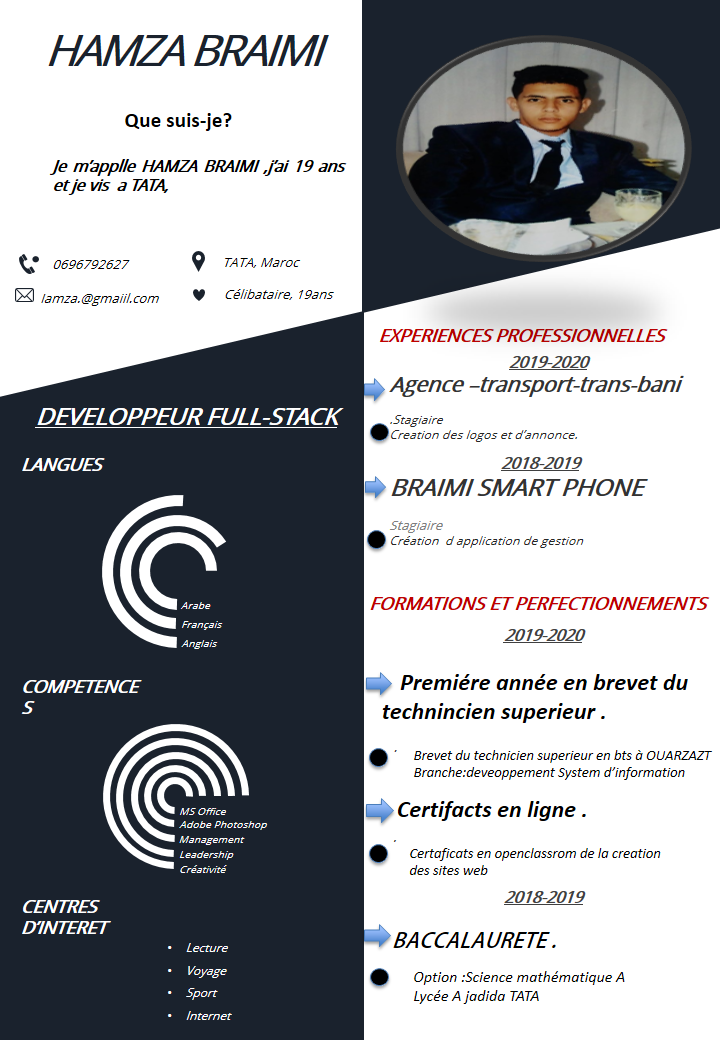 HAMZA BRAIMI
Que suis-je?
Je m'applle HAMZA BRAIMI ,j'ai 19 ans
et je vis a TATA,
0696792627
TATA, Maroc
lamza.@gmaiil.com
Célibataire, 19ans
DEVELOPPEUR FULL-STACK
LANGUES
Arabe
Français
Anglais
COMPETENCE
S
MS Office
Adobe Photoshop
Management
Leadership
Créativité
CENTRES
D'INTERET
• Lecture
• Voyage
• Sport
• Internet
EXPERIENCES PROFESSIONNELLES
2019-2020
Agence –transport-trans-bani
.Stagiaire
Creation des logos et d'annonce.
2018-2019
BRAIMI SMART PHONE
Stagiaire
Création d application de gestion
FORMATIONS ET PERFECTIONNEMENTS
2019-2020
Premiére année en brevet du
technincien superieur .
Brevet du technicien superieur en bts à OUARZAZT
Branche:deveoppement System d'information
Certifacts en ligne .
Certaficats en openclassrom de la creation
des sites web
2018-2019
BACCALAURETE .
Option :Science mathématique A
Lycée A jadida TATA